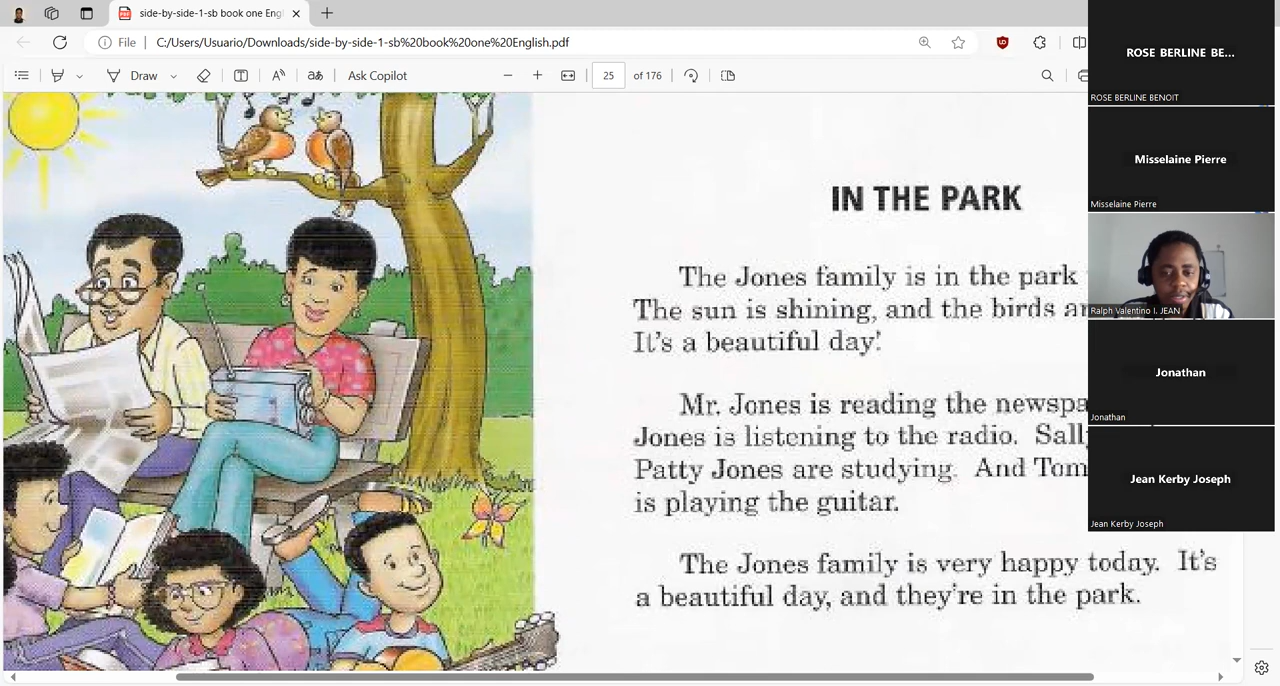 side-by-side-1-sb book one Engl
File
C:/Users/Usuario/Downloads/side-by-side-1-sb%20book%20one%20English.pdf
Draw
Ask Copilot
25
of 176
IN THE PARK
The Jones family is in the park
The sun is shining, and the birds
It's a beautiful day!
Mr. Jones is reading the
Jones is listening to the radio.
Patty Jones are studying. And
is playing the guitar.
The Jones family is very happy today. It's
a beautiful day, and they're in the park.
ROSE BERLINE BE...
ROSE BERLINE BENOIT
Misselaine Pierre
Misselaine Pierre
Ralph Valentino I. JEAN
Jonathan
Jonathan
Jean Kerby Joseph
Jean Kerby Joseph